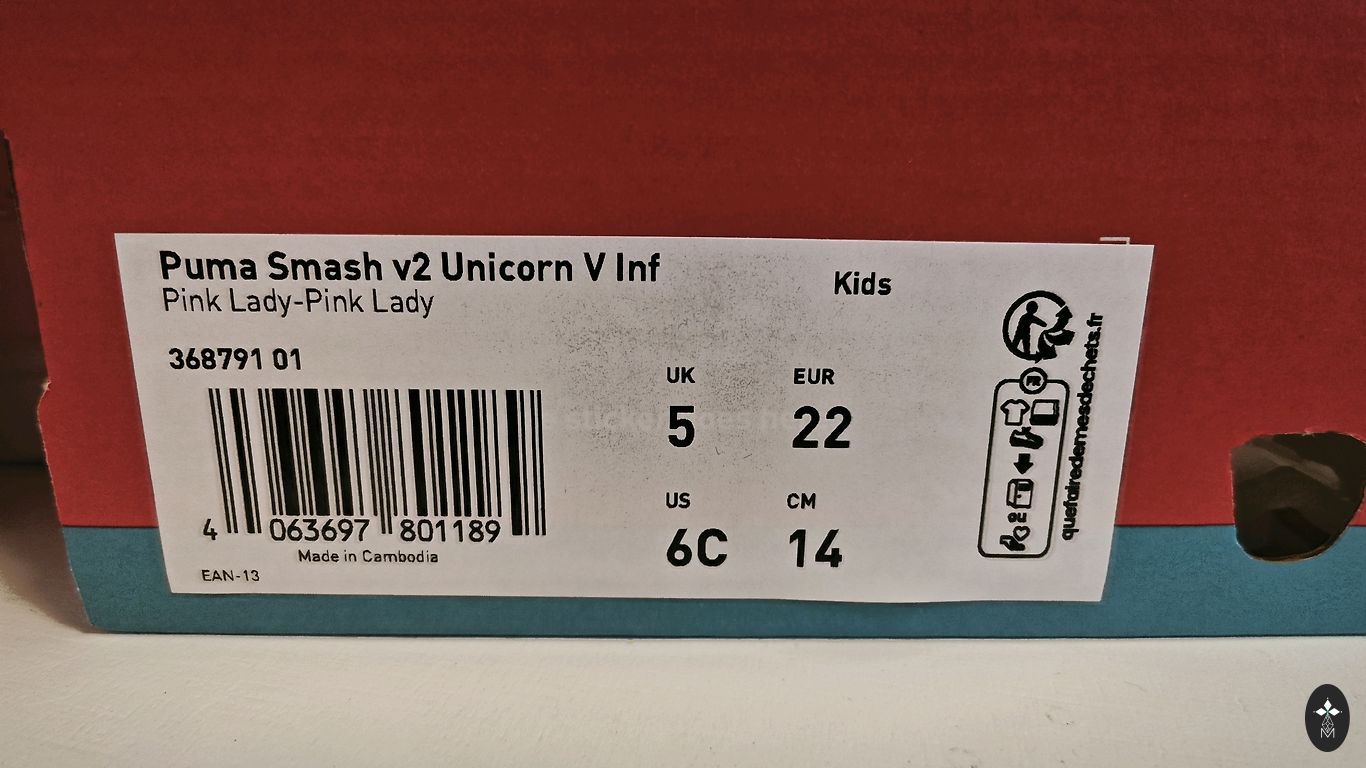 Puma Smash v2 Unicorn V Inf
Pink Lady-Pink Lady
Kids
368791 01
4 063697 801189
Made in Cambodia
EAN-13
UK
5
EUR
22
US
6C
CM
14
FR
quefairedemesdechets.fr
M